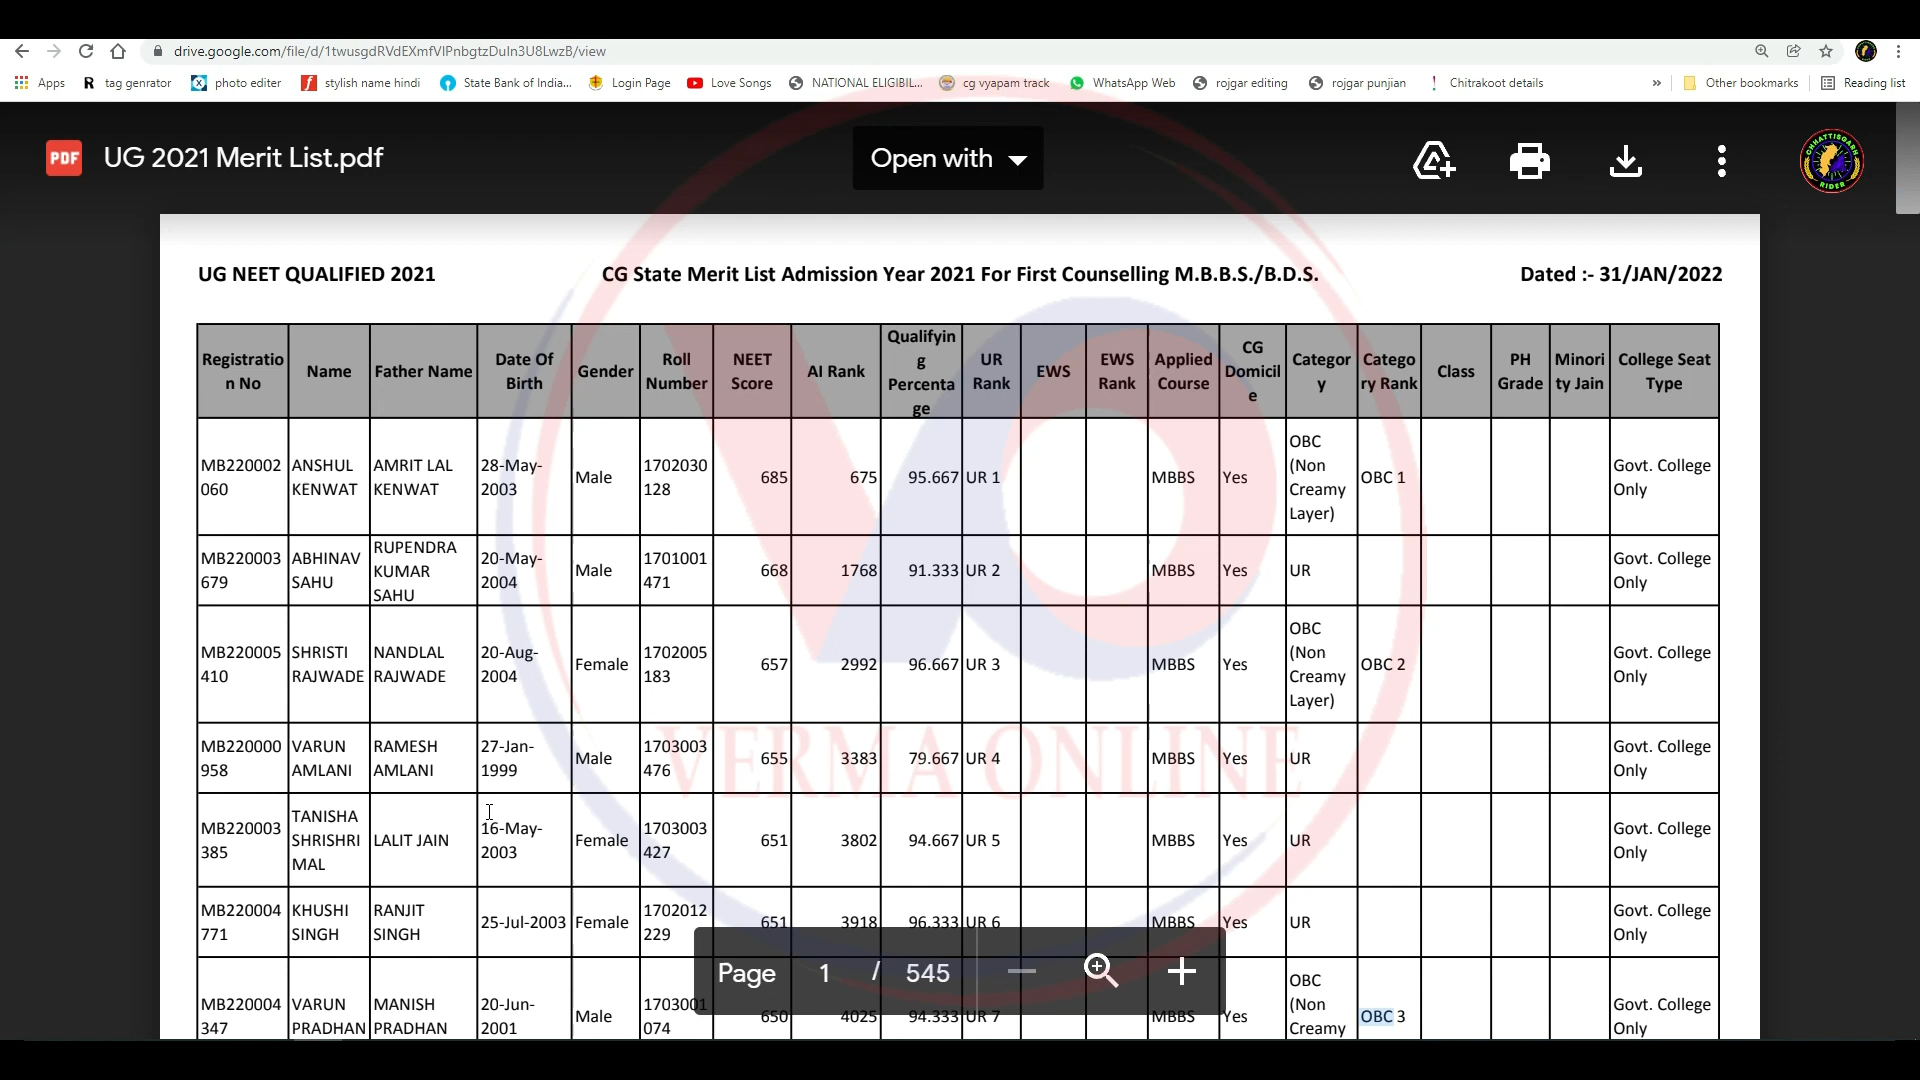 drive.google.com/file/d/1twusgdRVdEXmfVlPnbgtzDuIn3U8LwzB/view
Apps R tag genrator photo editer stylish name hindi State Bank of India... Login Page Love Songs NATIONAL ELIGIBIL... cg vyapam track WhatsApp Web rojgar editing rojgar punjian Chitrakoot details » Other bookmarks Reading list
PDF UG 2021 Merit List.pdf Open with
CHHATTISGARH RIDER
UG NEET QUALIFIED 2021 CG State Merit List Admission Year 2021 For First Counselling M.B.B.S./B.D.S. Dated :- 31/JAN/2022
Registratio
n No
Name
Father Name
Date Of
Birth
Gender
Roll
Number
NEET
Score
AI Rank
Qualifyin
g
Percenta
ge
UR
Rank
EWS
EWS
Rank
Applied
Course
CG
Domicil
e
Categor
y
Catego
ry Rank
Class
PH
Grade
Minori
ty Jain
College Seat
Type
MB220002
060
ANSHUL
KENWAT
AMRIT LAL
KENWAT
28-May-
2003
Male
1702030
128
685
675
95.667
UR 1
MBBS
Yes
OBC
(Non
Creamy
Layer)
OBC 1
Govt. College
Only
MB220003
679
ABHINAV
SAHU
RUPENDRA
KUMAR
SAHU
20-May-
2004
Male
1701001
471
668
1768
91.333
UR 2
MBBS
Yes
UR
Govt. College
Only
MB220005
410
SHRISTI
RAJWADE
NANDLAL
RAJWADE
20-Aug-
2004
Female
1702005
183
657
2992
96.667
UR 3
MBBS
Yes
OBC
(Non
Creamy
Layer)
OBC 2
Govt. College
Only
MB220000
958
VARUN
AMLANI
RAMESH
AMLANI
27-Jan-
1999
Male
1703003
476
655
3383
79.667
UR 4
MBBS
Yes
UR
Govt. College
Only
VERMA ONLINE
MB220003
385
TANISHA
SHRISHRI
MAL
LALIT JAIN
16-May-
2003
Female
1703003
427
651
3802
94.667
UR 5
MBBS
Yes
UR
Govt. College
Only
MB220004
771
KHUSHI
SINGH
RANJIT
SINGH
25-Jul-2003
Female
1702012
229
651
3918
96.333
UR 6
MBBS
Yes
UR
Govt. College
Only
MB220004
347
VARUN
PRADHAN
MANISH
PRADHAN
20-Jun-
2001
Male
1703001
074
650
4025
94.333
UR 7
MBBS
Yes
OBC
(Non
Creamy
OBC 3
Govt. College
Only
Page 1 / 545